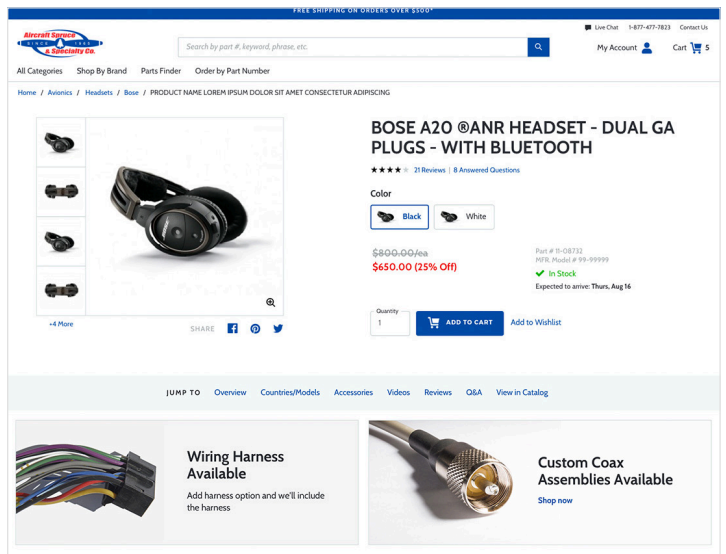 FREE SHIPPING ON ORDERS OVER $500*
Live Chat 1-877-477-7823 Contact Us
Aircraft Spruce
SINCE 1965
& Specialty Co.
Search by part #, keyword, phrase, etc.
My Account Cart 5
All Categories Shop By Brand Parts Finder Order by Part Number
Home / Avionics / Headsets / Bose / PRODUCT NAME LOREM IPSUM DOLOR SIT AMET CONSECTETUR ADIPISCING
BOSE A20 ®ANR HEADSET - DUAL GA
PLUGS - WITH BLUETOOTH
21 Reviews | 8 Answered Questions
Color
Black White
$800.00/ea
$650.00 (25% Off)
Part # 11-08732
MFR. Model # 99-99999
In Stock
Expected to arrive: Thurs, Aug 16
Quantity
1
ADD TO CART
Add to Wishlist
+4 More
SHARE
JUMP TO Overview Countries/Models Accessories Videos Reviews Q&A View in Catalog
Wiring Harness
Available
Add harness option and we'll include
the harness
Custom Coax
Assemblies Available
Shop now